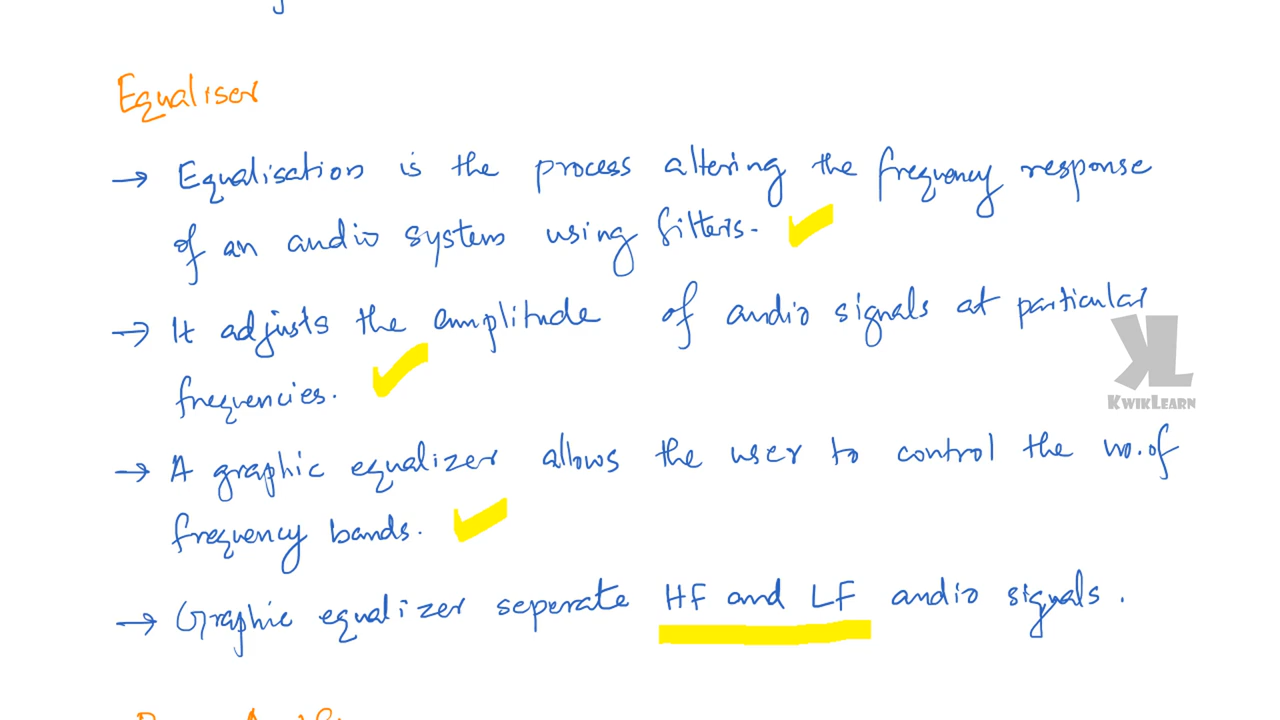 Equaliser
→ Equalisation is the process altering the frequency response
of an audio system using filters.
→ It adjusts the amplitude of audio signals at particular
frequencies.
KWIKLEARN
→ A graphic equalizer allows the user to control the no. of
frequency bands.
→ Graphic equalizer seperate HF and LF audio signals.